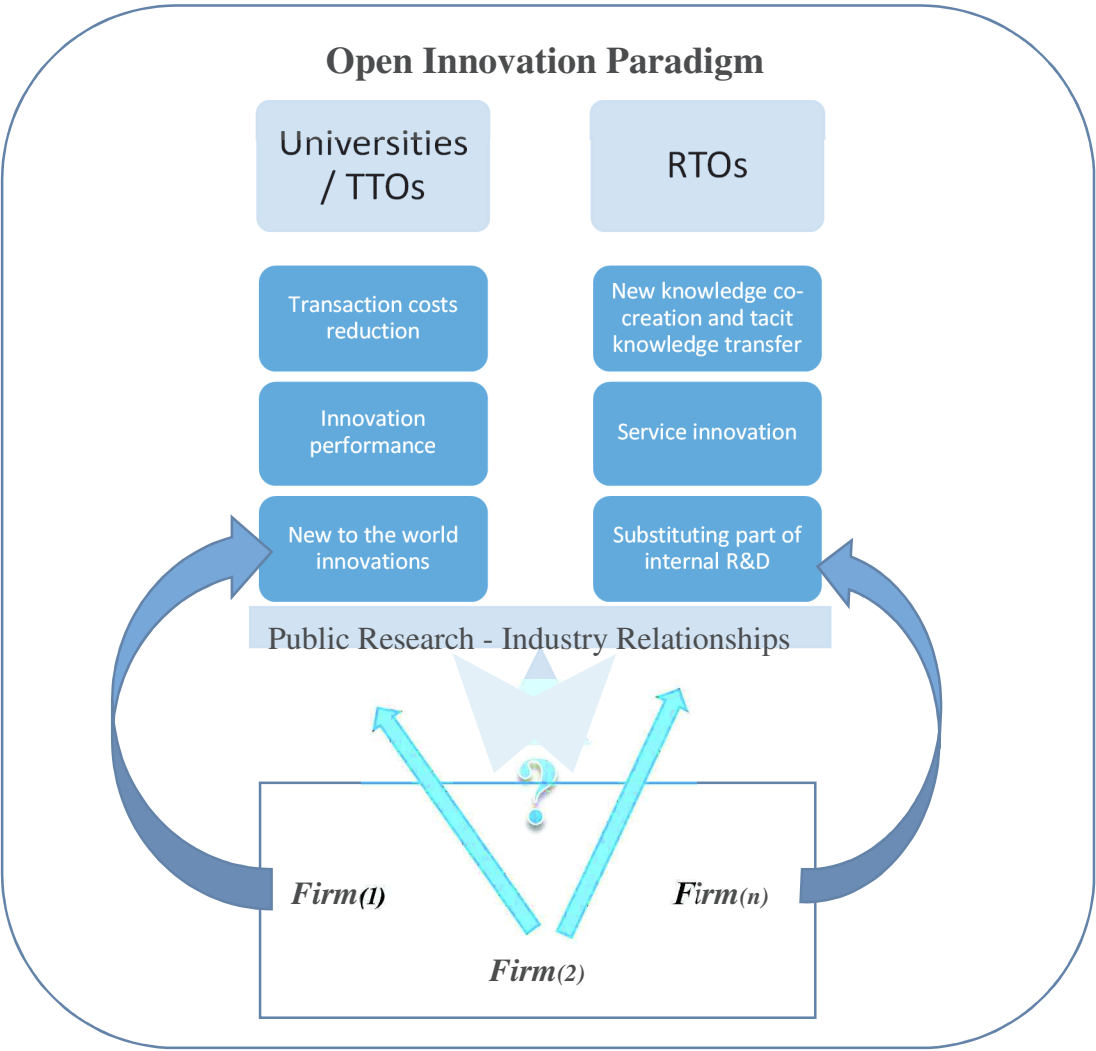 Open Innovation Paradigm
Universities
/ TTOs
RTOs
Transaction costs
reduction
New knowledge co-
creation and tacit
knowledge transfer
Innovation
performance
Service innovation
New to the world
innovations
Substituting part of
internal R&D
Public Research - Industry Relationships
?
Firm(1)
Firm(n)
Firm(2)